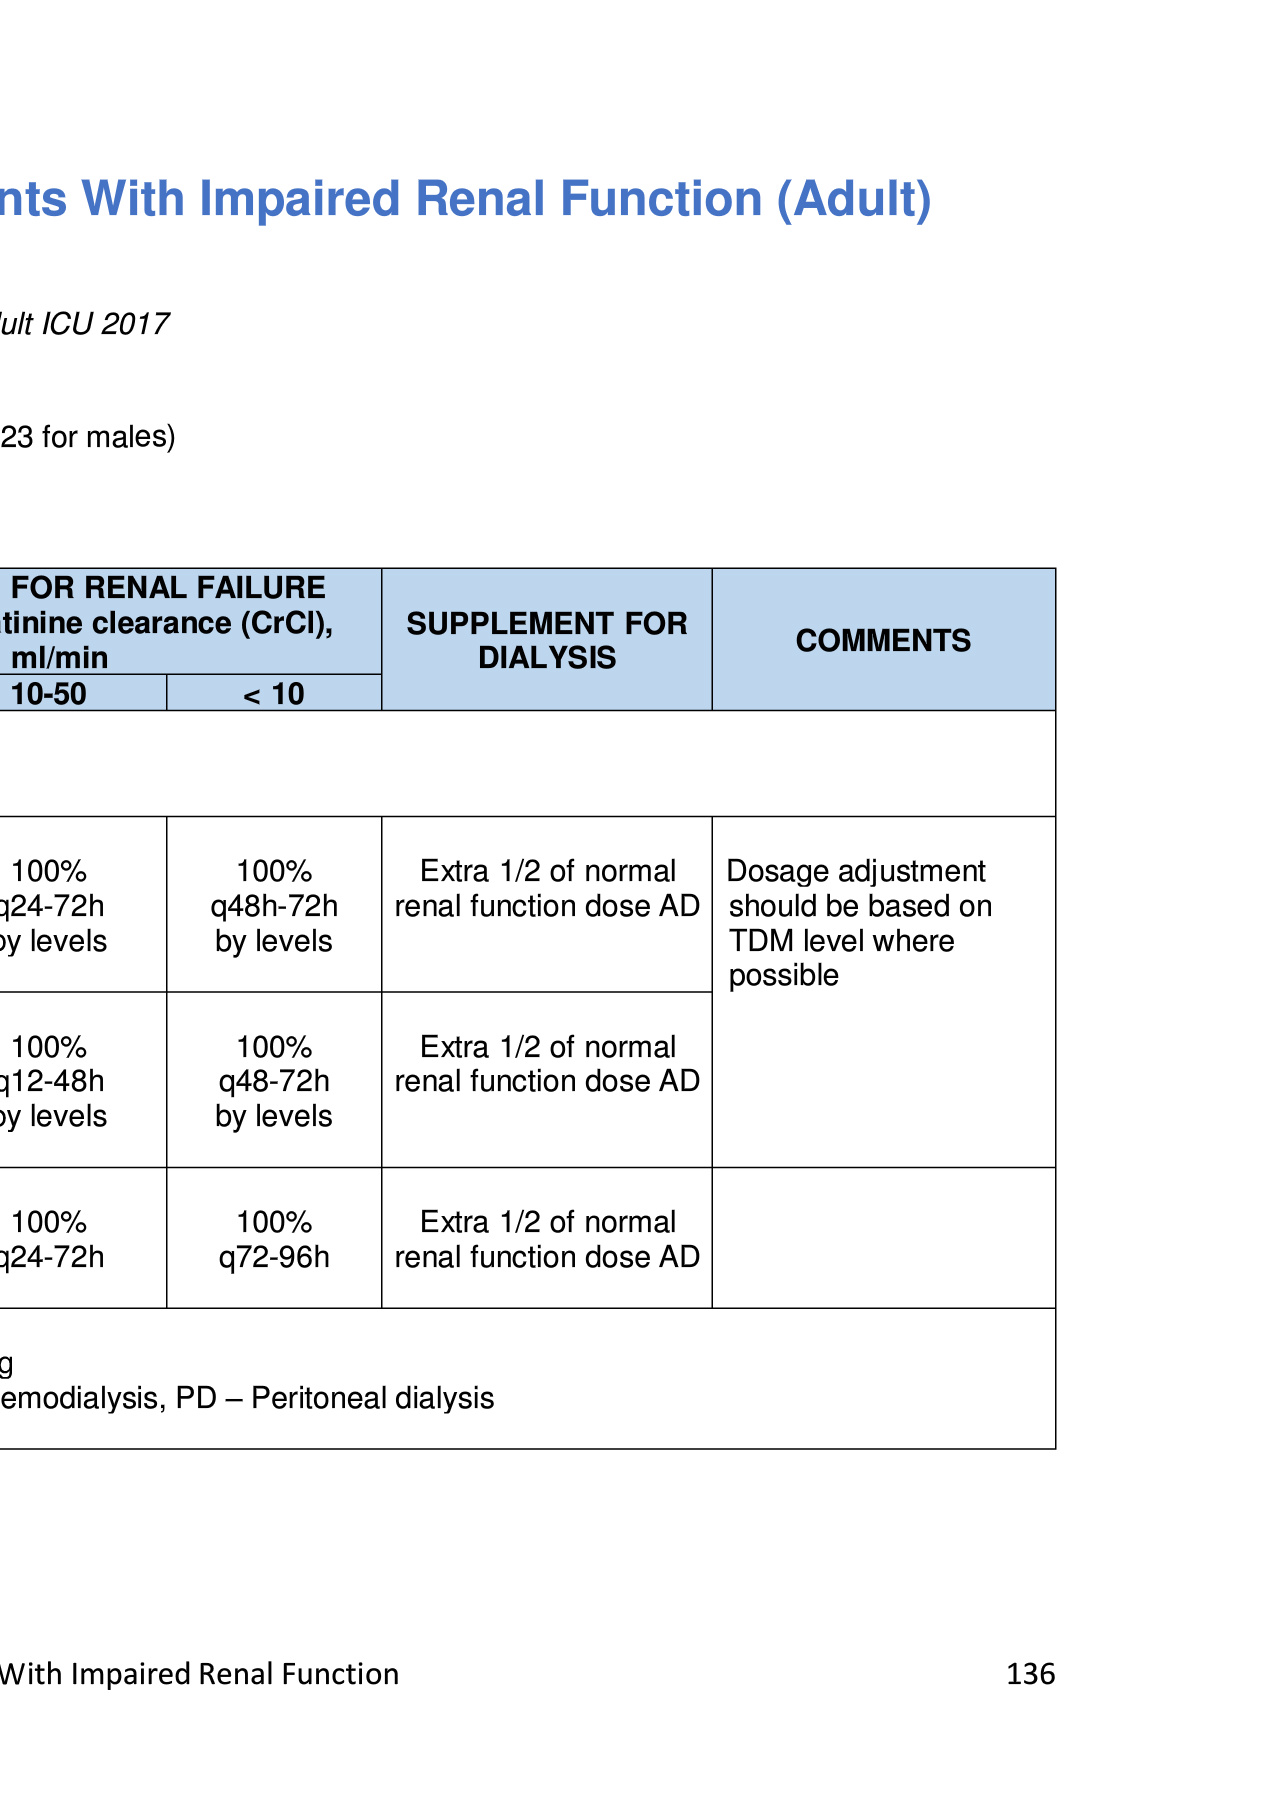 nts With Impaired Renal Function (Adult)
ult ICU 2017
23 for males)
FOR RENAL FAILURE
tinine clearance (CrCl),
ml/min
SUPPLEMENT FOR
DIALYSIS
COMMENTS
10-50
< 10
100%
q24-72h
by levels
100%
q48h-72h
by levels
Extra 1/2 of normal
renal function dose AD
Dosage adjustment
should be based on
TDM level where
possible
100%
q12-48h
by levels
100%
q48-72h
by levels
Extra 1/2 of normal
renal function dose AD
100%
q24-72h
100%
q72-96h
Extra 1/2 of normal
renal function dose AD
g
emodialysis, PD – Peritoneal dialysis
With Impaired Renal Function
136